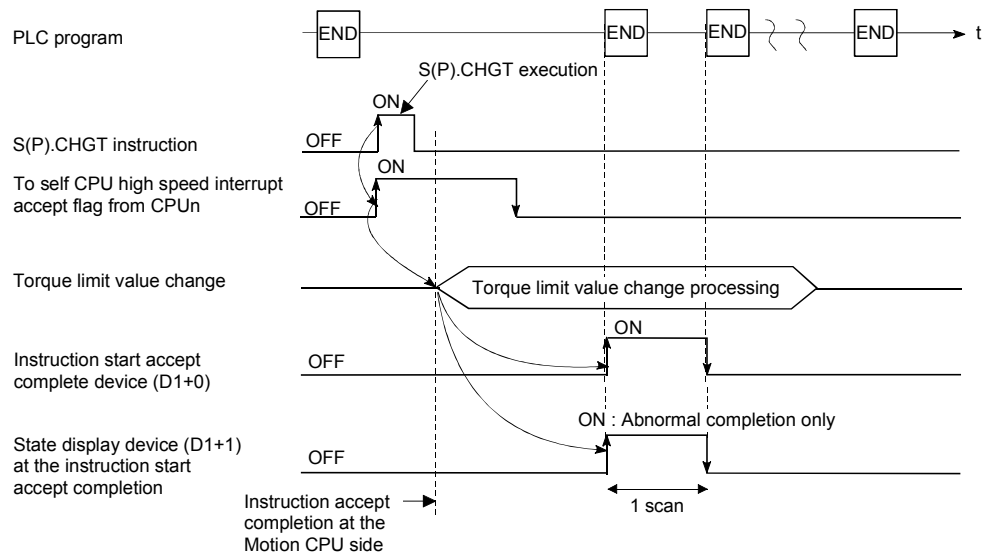 PLC program
END
END
END
END
t
S(P).CHGT execution
ON
S(P).CHGT instruction
OFF
To self CPU high speed interrupt
accept flag from CPUn
ON
OFF
Torque limit value change
Torque limit value change processing
ON
Instruction start accept
complete device (D1+0)
OFF
ON : Abnormal completion only
State display device (D1+1)
at the instruction start
accept completion
OFF
Instruction accept
completion at the
Motion CPU side
1 scan